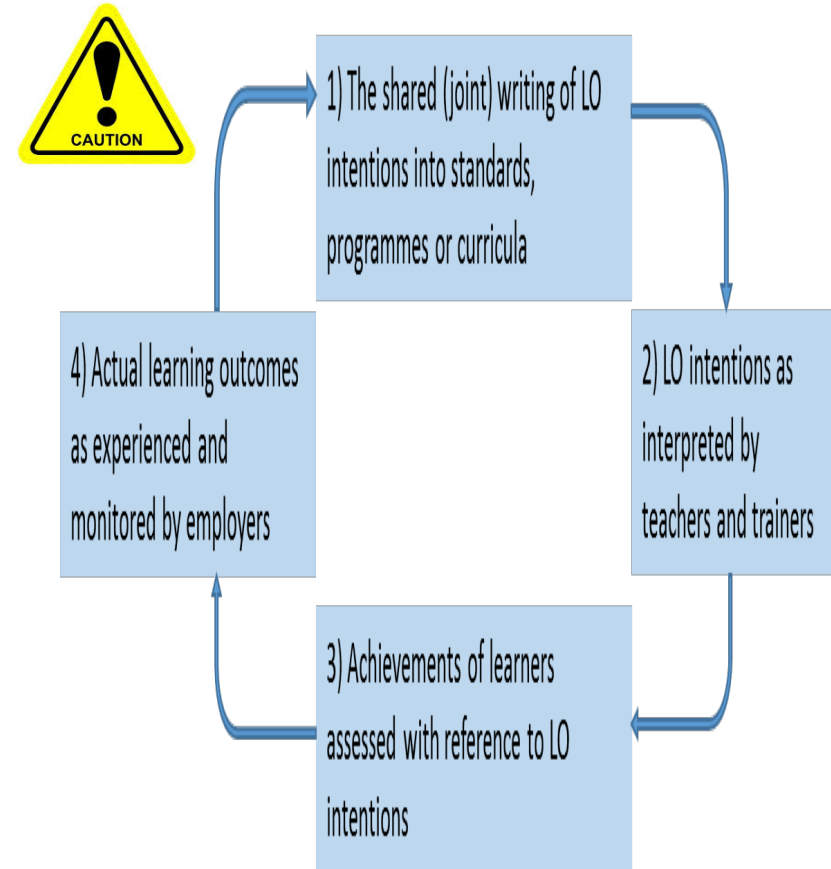 CAUTION
1) The shared (joint) writing of LO
intentions into standards,
programmes or curricula
2) LO intentions as
interpreted by
teachers and trainers
3) Achievements of learners
assessed with reference to LO
intentions
4) Actual learning outcomes
as experienced and
monitored by employers